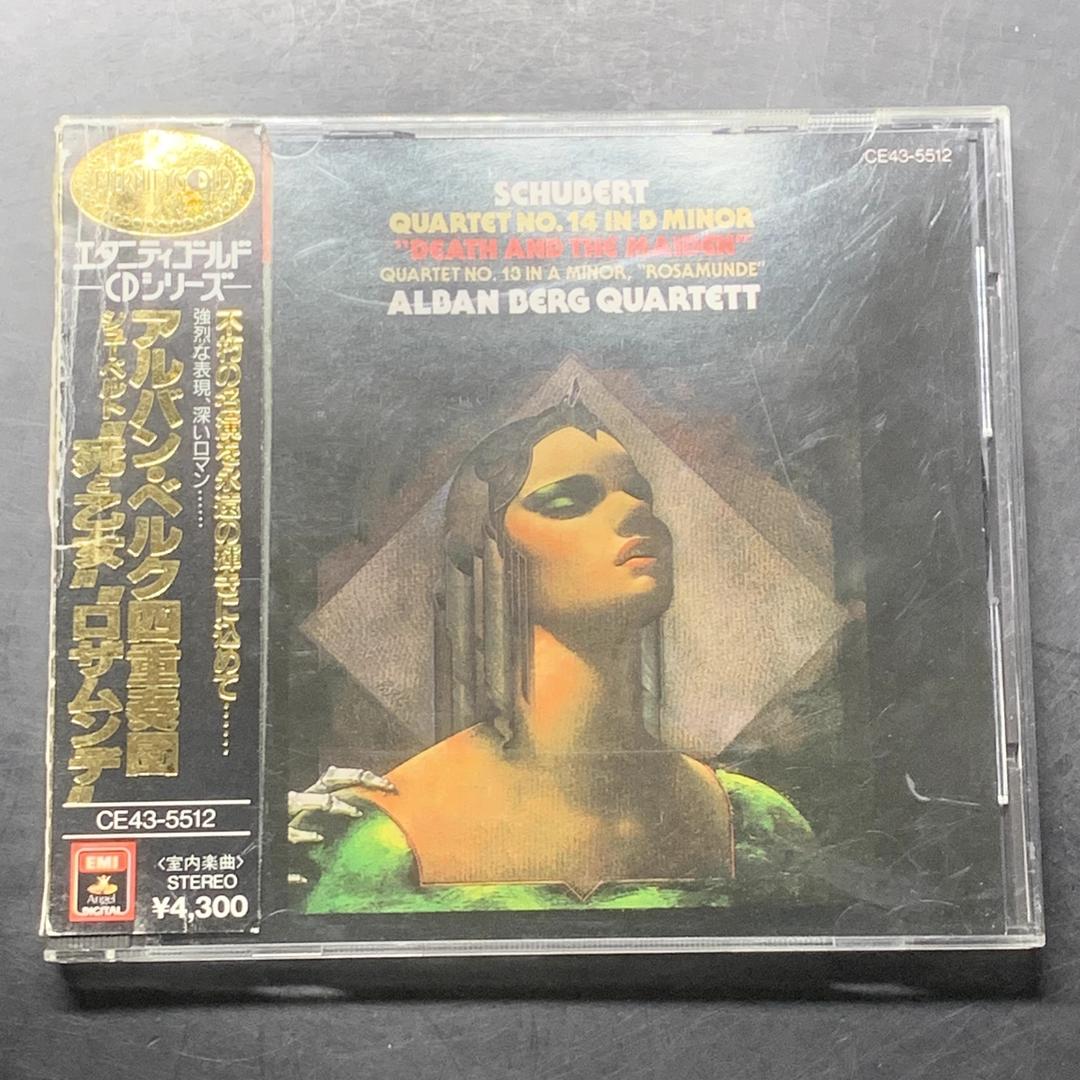 CE43-5512
SCHUBERT
QUARTET NO. 14 IN D MINOR
"DEATH AND THE MAIDEN"
QUARTET NO. 13 IN A MINOR, "ROSAMUNDE"
ALBAN BERG QUARTETT
エタニティゴールド
CDシリーズ
不朽の名演を永遠の輝きに込めて……
強烈な表現、深いロマン……
アルバン・ベルク四重奏団
シューベルト「死と乙女」「ロザムンデ」
CE43-5512
EMI
Angel
DIGITAL
〈室内楽曲〉
STEREO
¥4,300